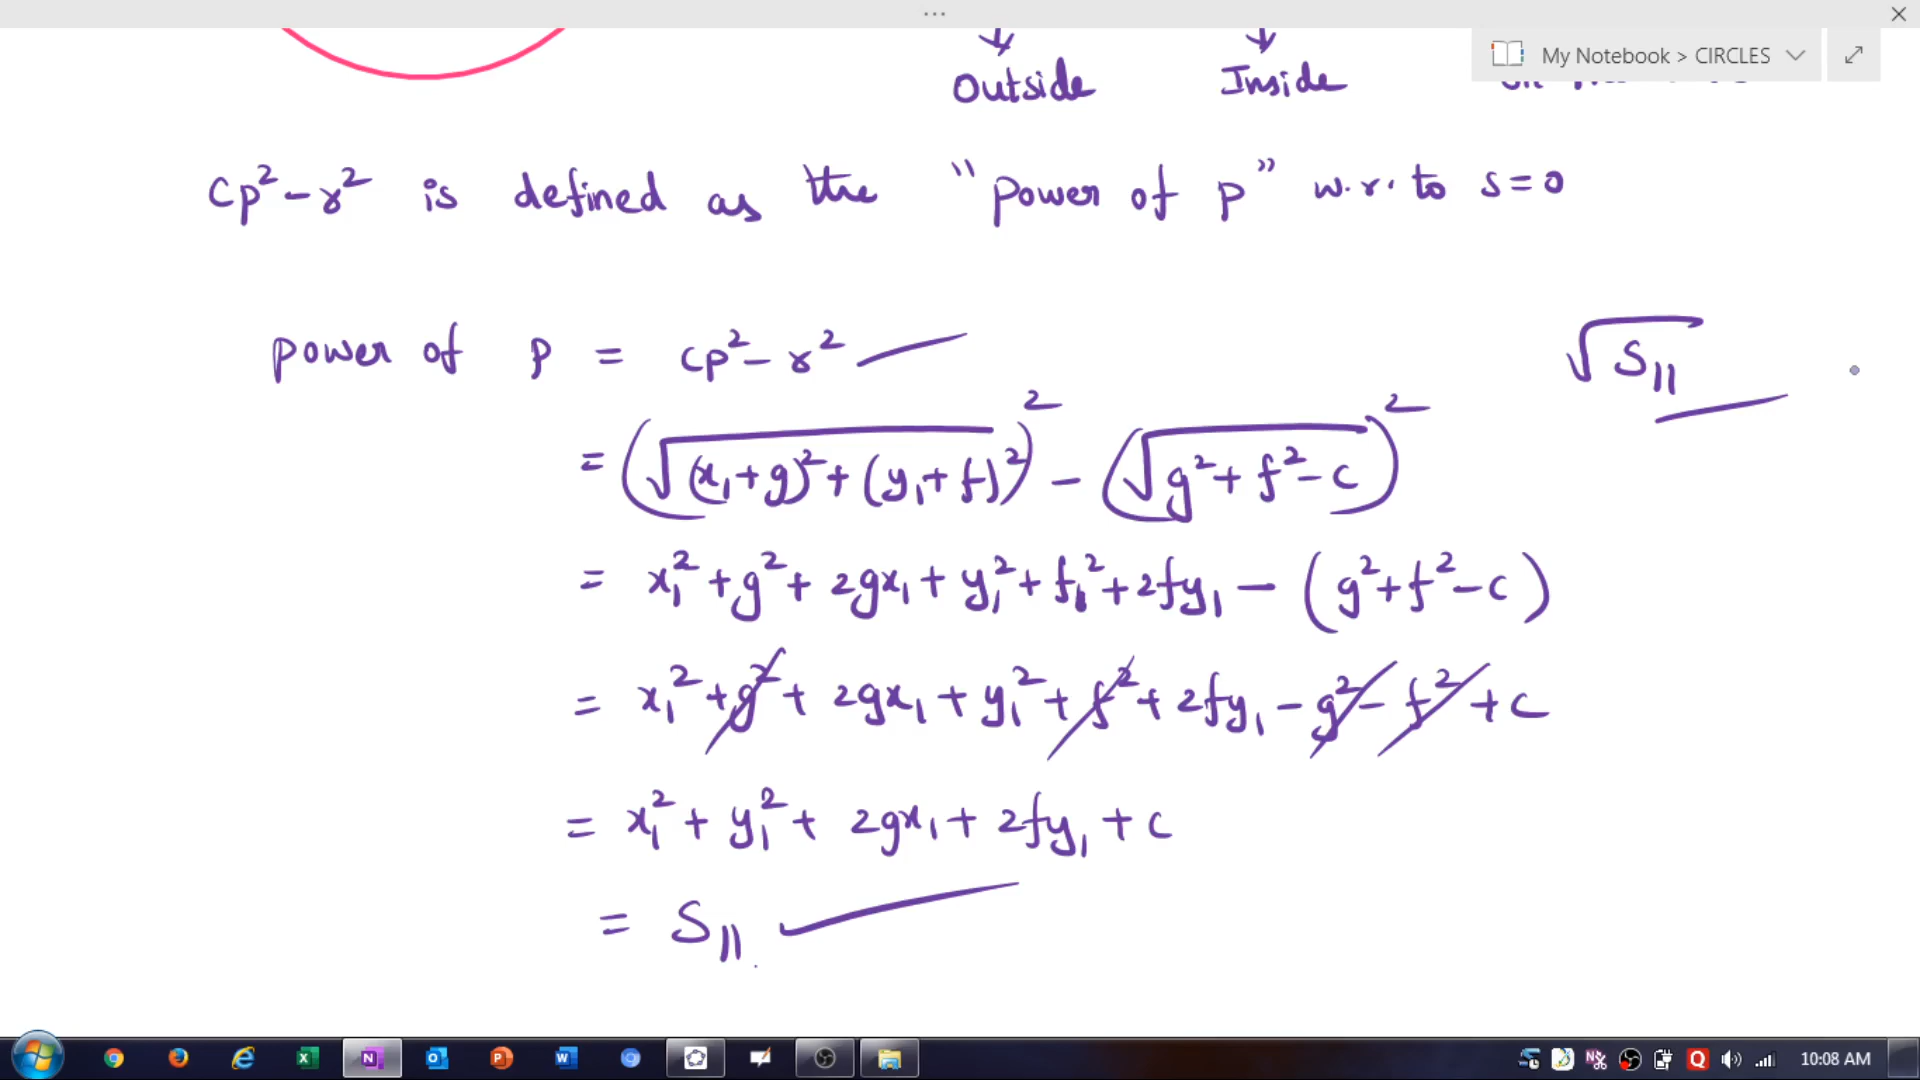 My Notebook > CIRCLES
Outside Inside
cp² - r² is defined as the "power of p" w.r. to s = 0
power of p = cp² - r²
√S₁₁
= (√(x₁+g)² + (y₁+f)²)² - (√g² + f² - c)²
= x₁² + g² + 2gx₁ + y₁² + f₁² + 2fy₁ - (g² + f² - c)
= x₁² + g² + 2gx₁ + y₁² + f² + 2fy₁ - g² - f² + c
= x₁² + y₁² + 2gx₁ + 2fy₁ + c
= S₁₁
10:08 AM